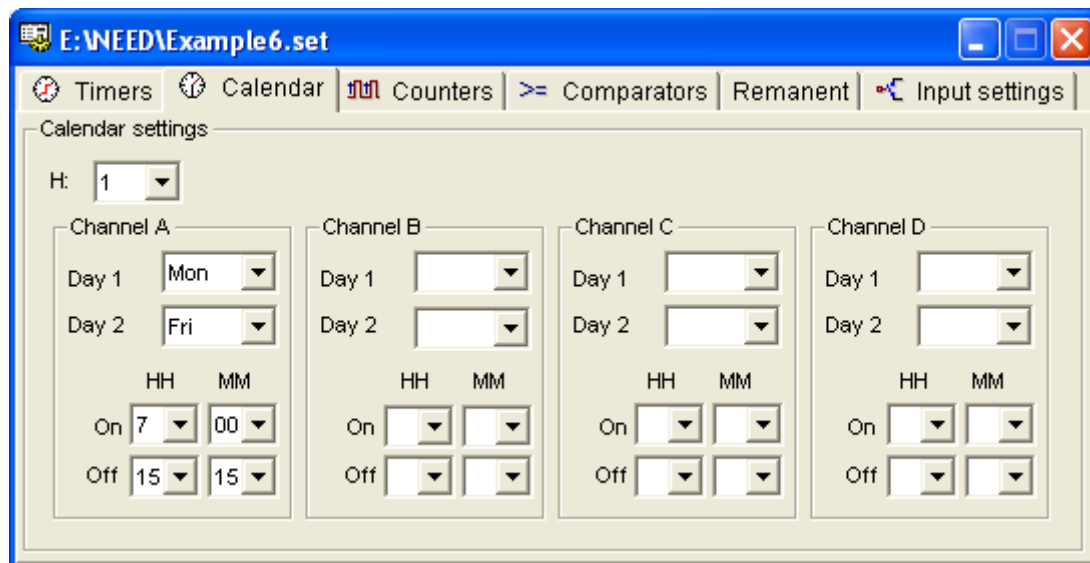 E:\NEED\Example6.set
Timers Calendar Counters >= Comparators Remanent Input settings
Calendar settings
H: 1
Channel A Channel B Channel C Channel D
Day 1 Mon Day 1 Day 1 Day 1
Day 2 Fri Day 2 Day 2 Day 2
HH MM HH MM HH MM HH MM
On 7 00 On On On
Off 15 15 Off Off Off